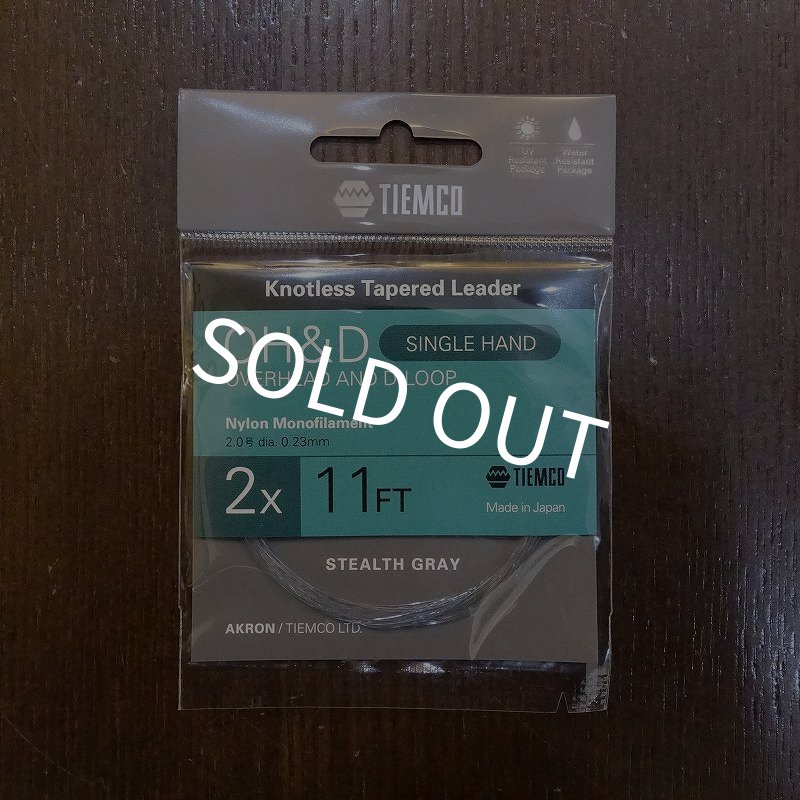 UV Water
Resistant Resistant
Package Package
TIEMCO
Knotless Tapered Leader
OH&D SINGLE HAND
OVERHEAD AND D-LOOP
SOLD OUT
Nylon Monofilament
2.0号 dia. 0.23mm
2X 11FT TIEMCO
Made in Japan
STEALTH GRAY
AKRON / TIEMCO LTD.